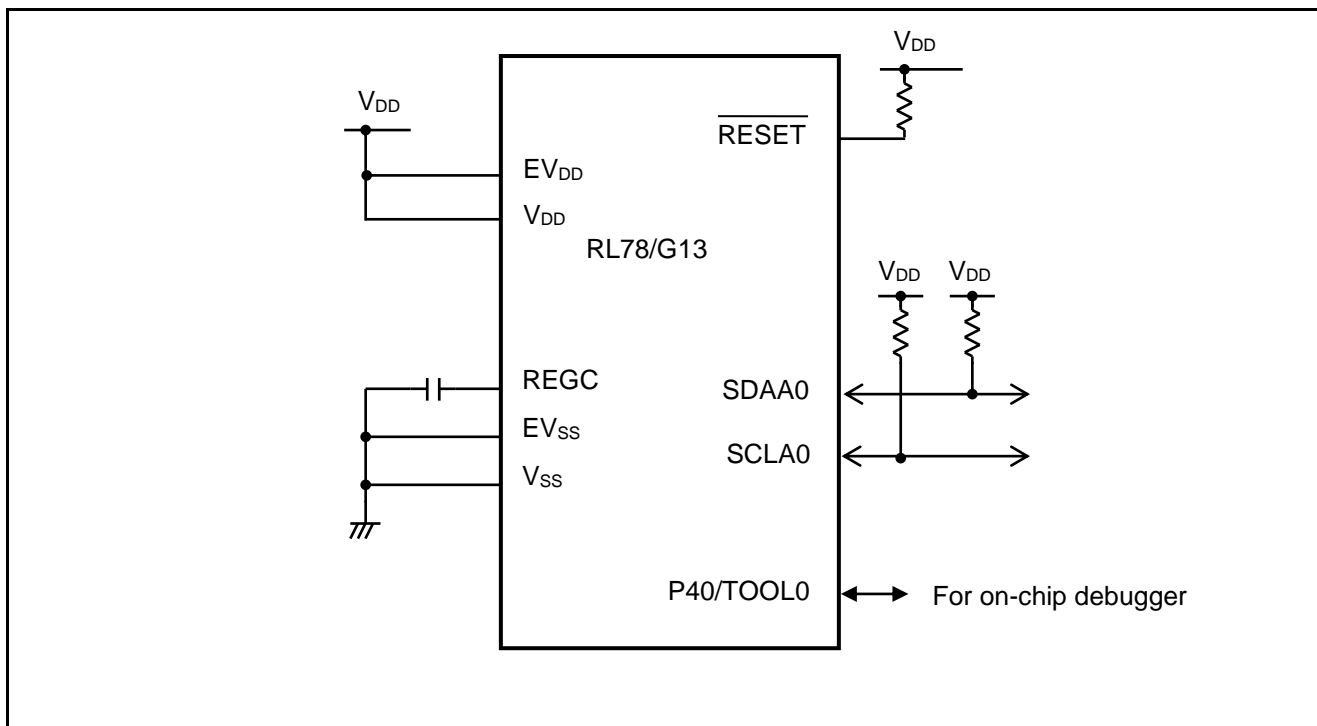 VDD
VDD
RESET
EVDD
VDD
RL78/G13
VDD VDD
REGC
SDAA0
EVSS
SCLA0
VSS
P40/TOOL0 For on-chip debugger